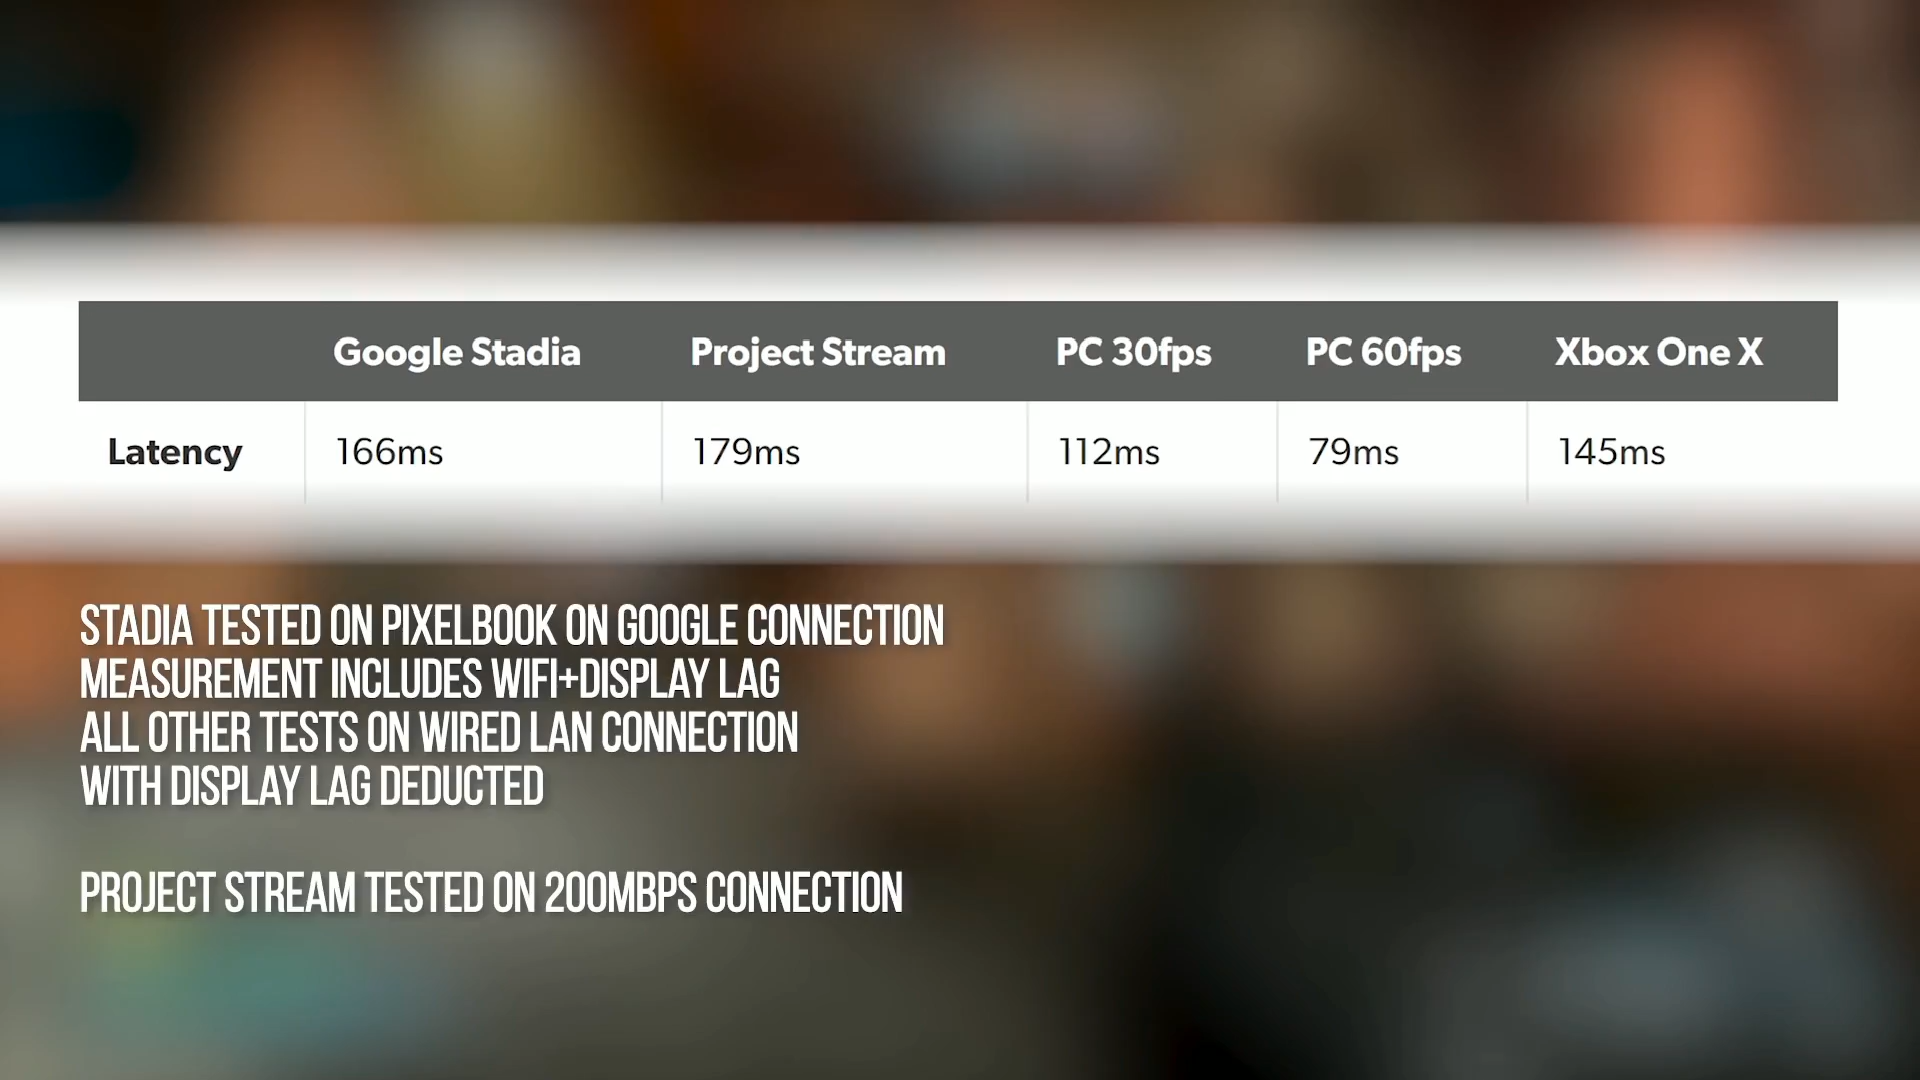 Google Stadia Project Stream PC 30fps PC 60fps Xbox One X
Latency 166ms 179ms 112ms 79ms 145ms
STADIA TESTED ON PIXELBOOK ON GOOGLE CONNECTION
MEASUREMENT INCLUDES WIFI+DISPLAY LAG
ALL OTHER TESTS ON WIRED LAN CONNECTION
WITH DISPLAY LAG DEDUCTED
PROJECT STREAM TESTED ON 200MBPS CONNECTION